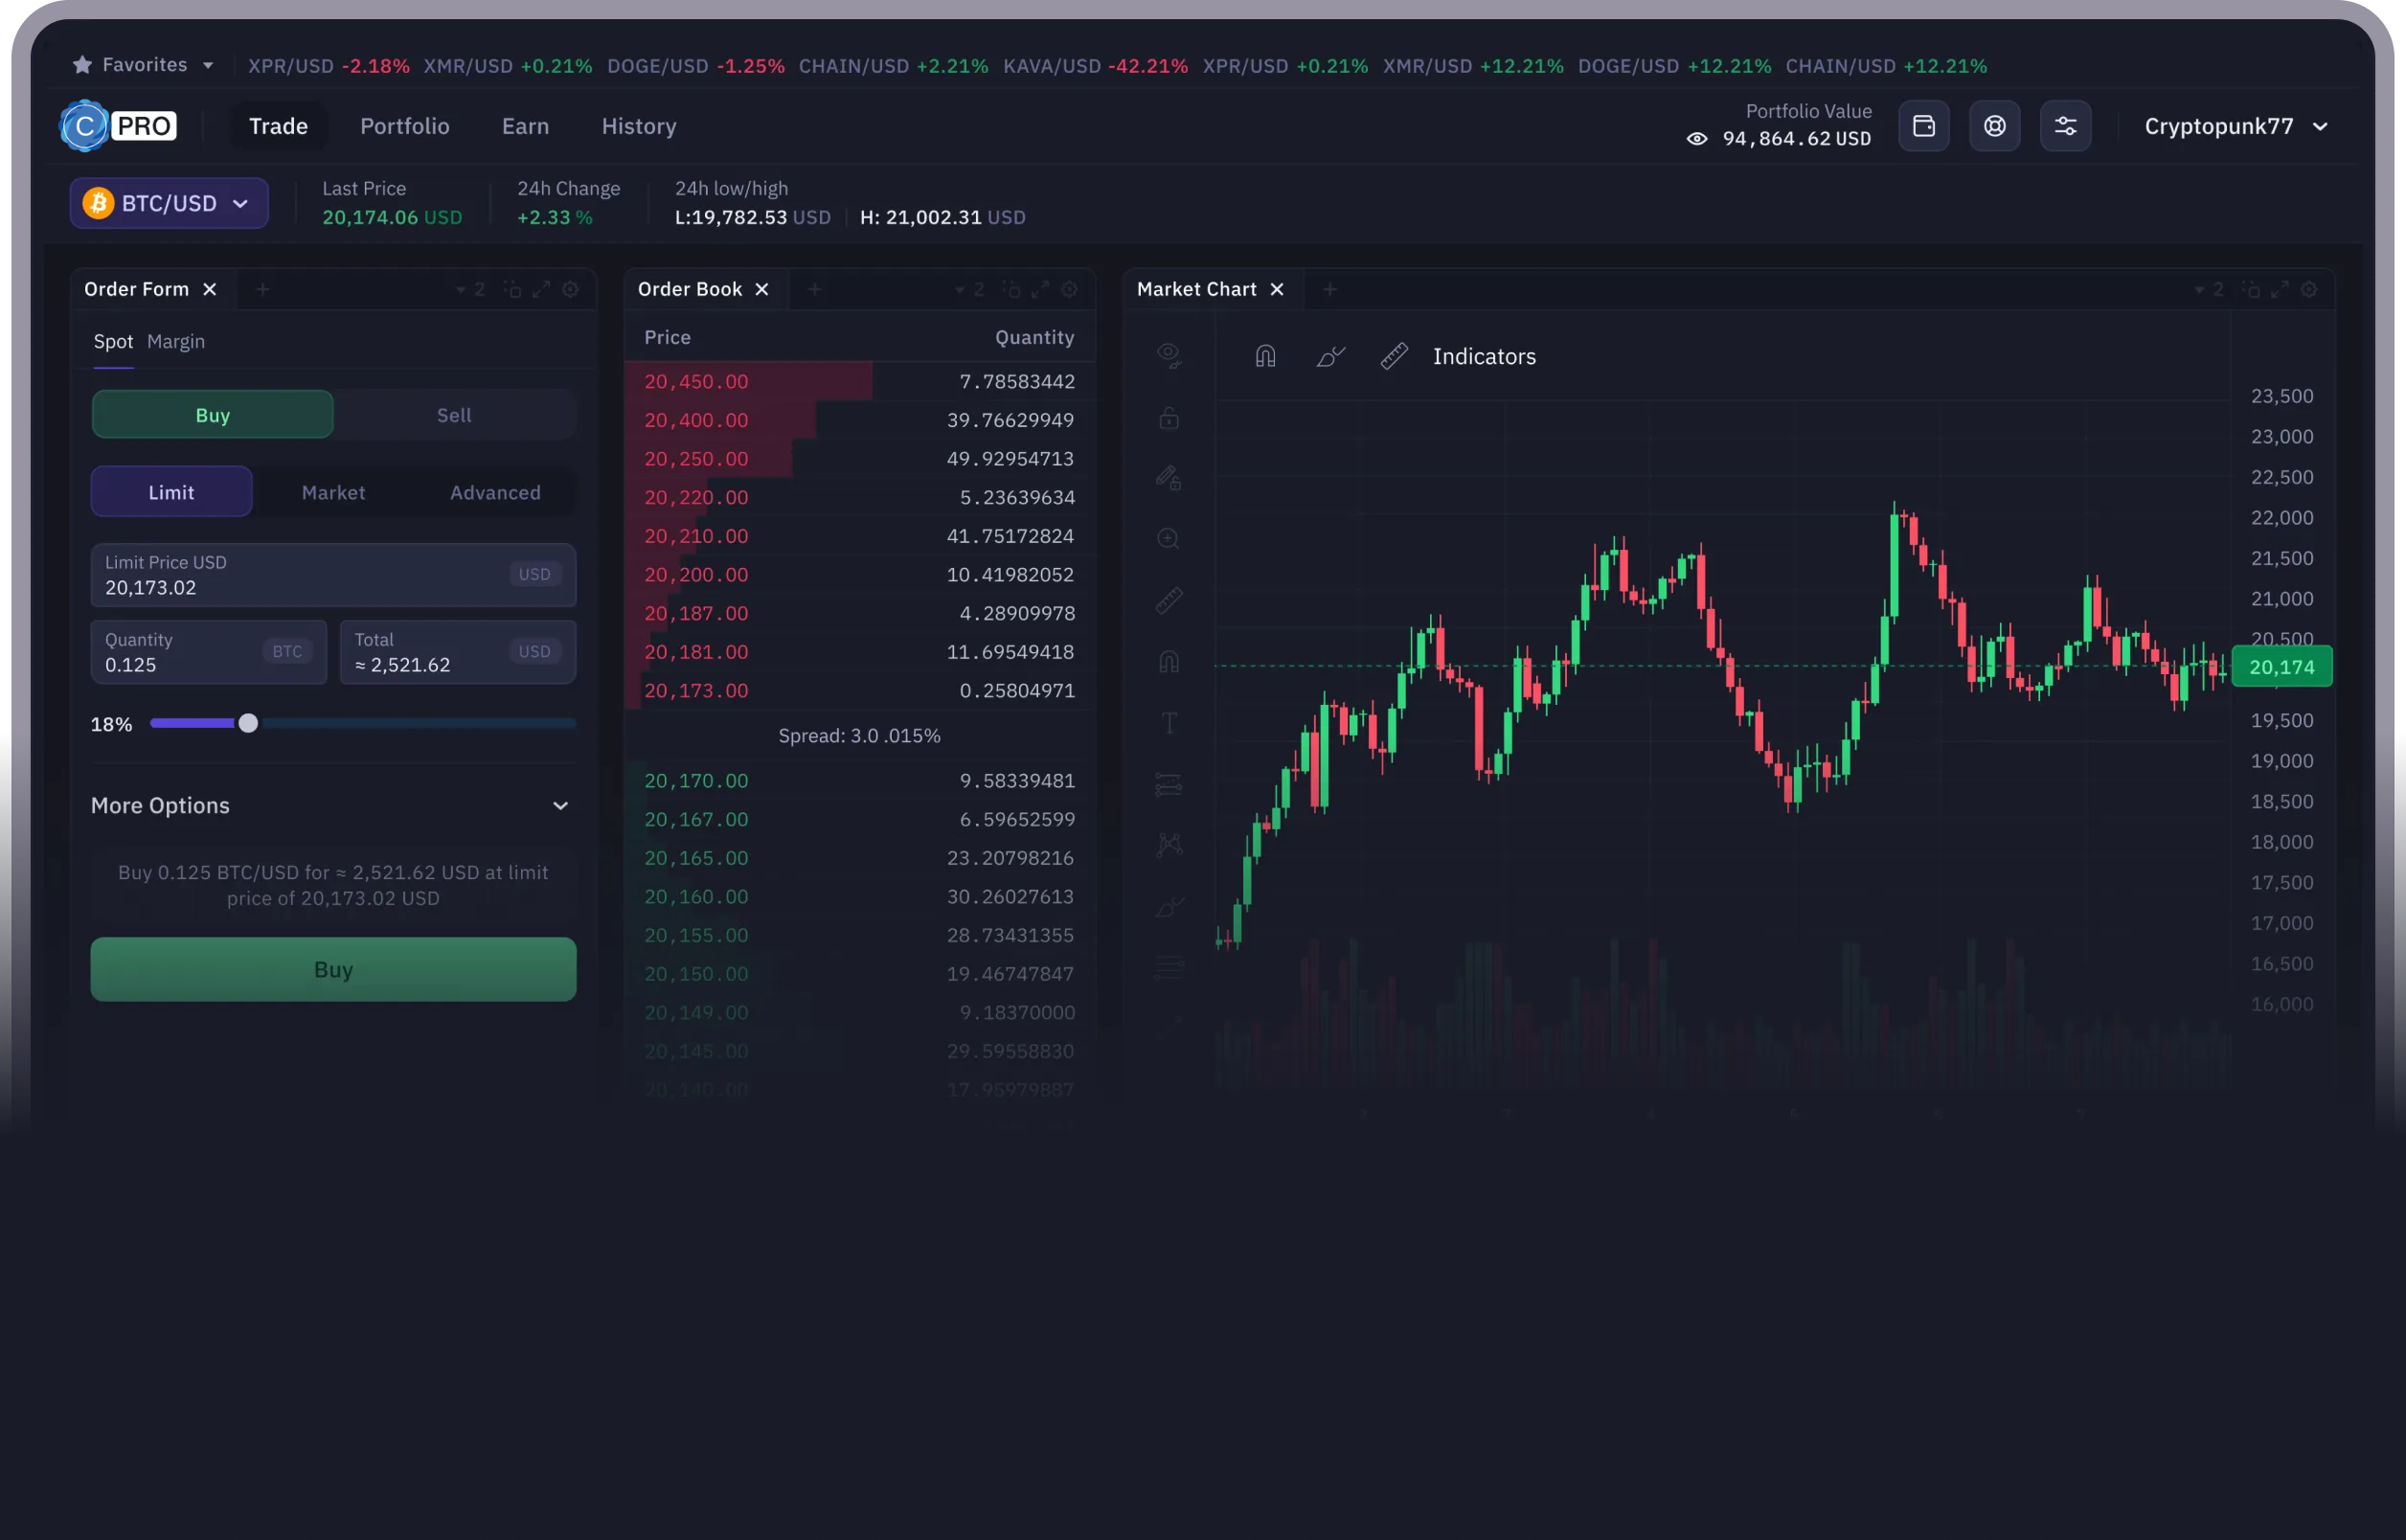 Favorites XPR/USD -2.18% XMR/USD +0.21% DOGE/USD -1.25% CHAIN/USD +2.21% KAVA/USD -42.21% XPR/USD +0.21% XMR/USD +12.21% DOGE/USD +12.21% CHAIN/USD +12.21%
C PRO Trade Portfolio Earn History
Portfolio Value
94,864.62 USD
Cryptopunk77
BTC/USD
Last Price
20,174.06 USD
24h Change
+2.33 %
24h low/high
L:19,782.53 USD H: 21,002.31 USD
Order Form 2
Spot Margin
Buy Sell
Limit Market Advanced
Limit Price USD
20,173.02 USD
Quantity
0.125 BTC
Total
≈ 2,521.62 USD
18%
More Options
Buy 0.125 BTC/USD for ≈ 2,521.62 USD at limit
price of 20,173.02 USD
Buy
Order Book 2
Price Quantity
20,450.00 7.78583442
20,400.00 39.76629949
20,250.00 49.92954713
20,220.00 5.23639634
20,210.00 41.75172824
20,200.00 10.41982052
20,187.00 4.28909978
20,181.00 11.69549418
20,173.00 0.25804971
Spread: 3.0 .015%
20,170.00 9.58339481
20,167.00 6.59652599
20,165.00 23.20798216
20,160.00 30.26027613
20,155.00 28.73431355
20,150.00 19.46747847
20,149.00 9.18370000
20,145.00 29.59558830
20,140.00 17.95979887
Market Chart 2
Indicators
23,500
23,000
22,500
22,000
21,500
21,000
20,500
20,174
19,500
19,000
18,500
18,000
17,500
17,000
16,500
16,000